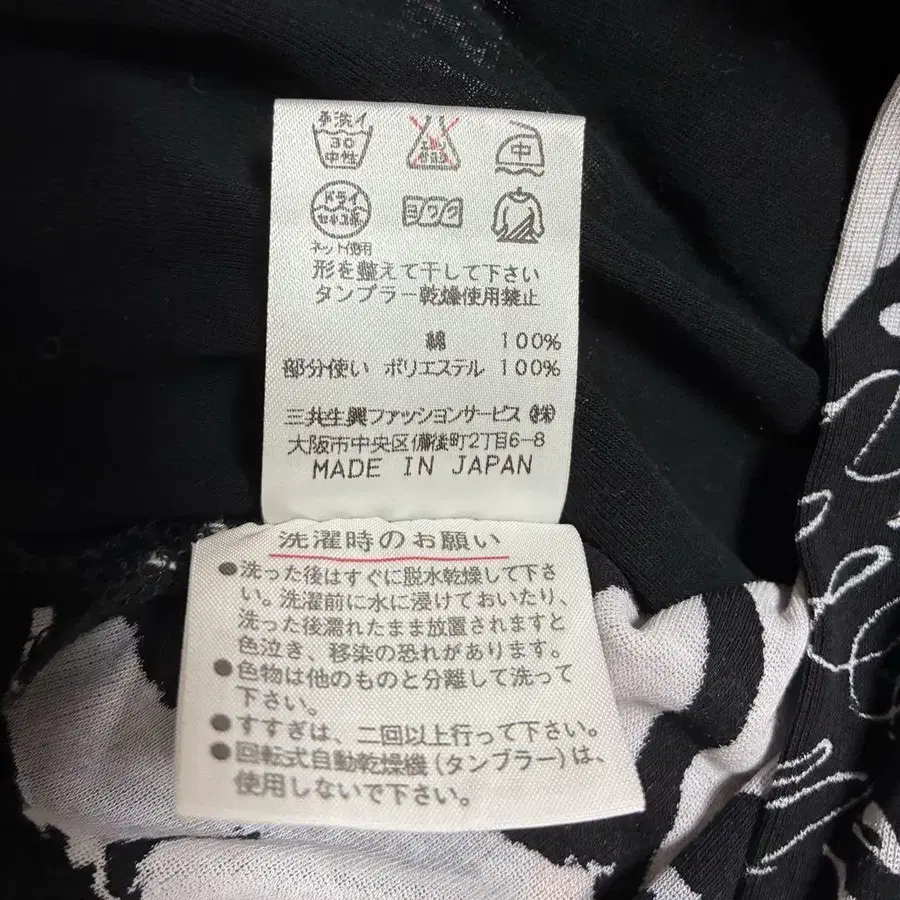 手洗イ
30
中性
エンソサラシ
中
ドライ
セキユ系
ヨワク
ネット使用
形を整えて干して下さい
タンブラー乾燥使用禁止
綿 100%
部分使い ポリエステル 100%
三共生興ファッションサービス(株)
大阪市中央区備後町2丁目6-8
MADE IN JAPAN
洗濯時のお願い
●洗った後はすぐに脱水乾燥して下さ
い。洗濯前に水に浸けておいたり、
洗った後濡れたまま放置されますと
色泣き、移染の恐れがあります。
●色物は他のものと分離して洗って
下さい。
●すすぎは、二回以上行って下さい。
●回転式自動乾燥機(タンブラー)は、
使用しないで下さい。